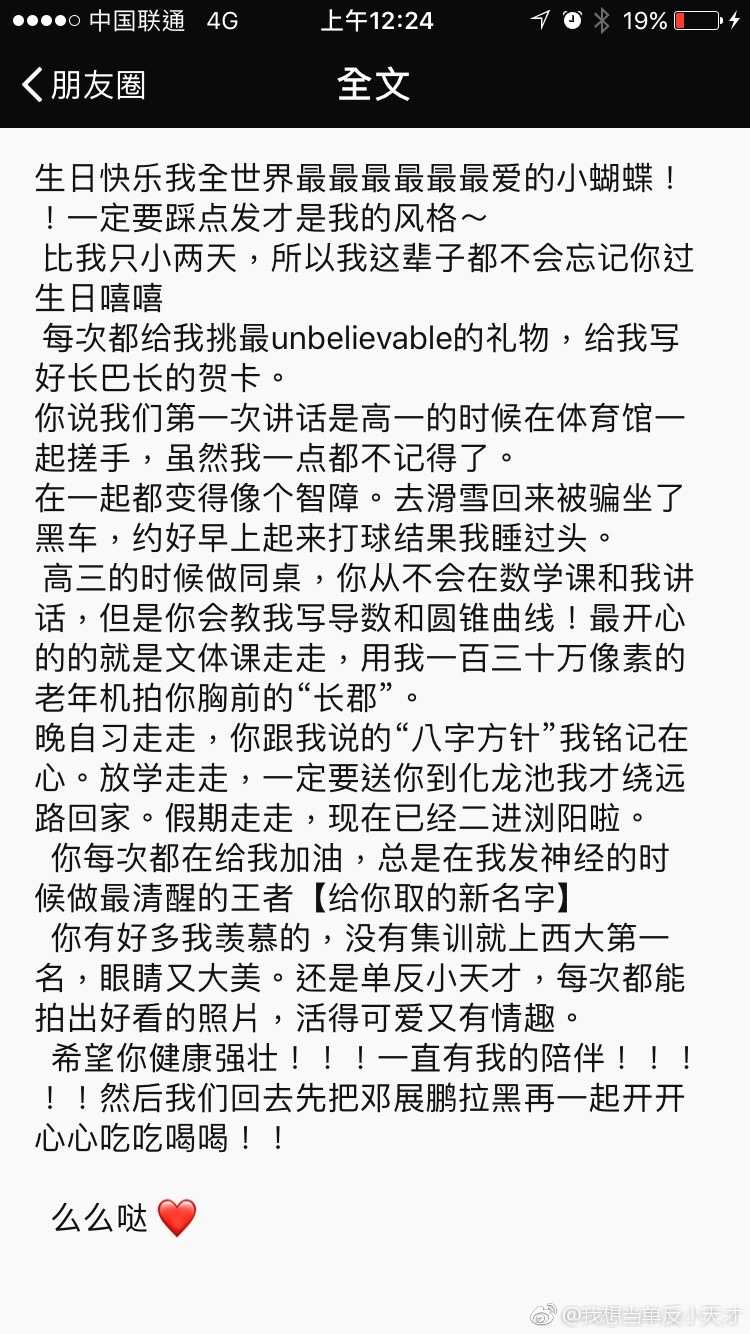 中国联通 4G 上午12:24 19%
朋友圈 全文
生日快乐我全世界最最最最最最爱的小蝴蝶！
！一定要踩点发才是我的风格～
比我只小两天，所以我这辈子都不会忘记你过
生日嘻嘻
每次都给我挑最unbelievable的礼物，给我写
好长巴长的贺卡。
你说我们第一次讲话是高一的时候在体育馆一
起搓手，虽然我一点都不记得了。
在一起都变得像个智障。去滑雪回来被骗坐了
黑车，约好早上起来打球结果我睡过头。
高三的时候做同桌，你从不会在数学课和我讲
话，但是你会教我写导数和圆锥曲线！最开心
的的就是文体课走走，用我一百三十万像素的
老年机拍你胸前的“长郡”。
晚自习走走，你跟我说的“八字方针”我铭记在
心。放学走走，一定要送你到化龙池我才绕远
路回家。假期走走，现在已经二进浏阳啦。
你每次都在给我加油，总是在我发神经的时
候做最清醒的王者【给你取的新名字】
你有好多我羡慕的，没有集训就上西大第一
名，眼睛又大美。还是单反小天才，每次都能
拍出好看的照片，活得可爱又有情趣。
希望你健康强壮！！！一直有我的陪伴！！！
！！然后我们回去先把邓展鹏拉黑再一起开开
心心吃吃喝喝！！
么么哒❤️
@我想当单反小天才